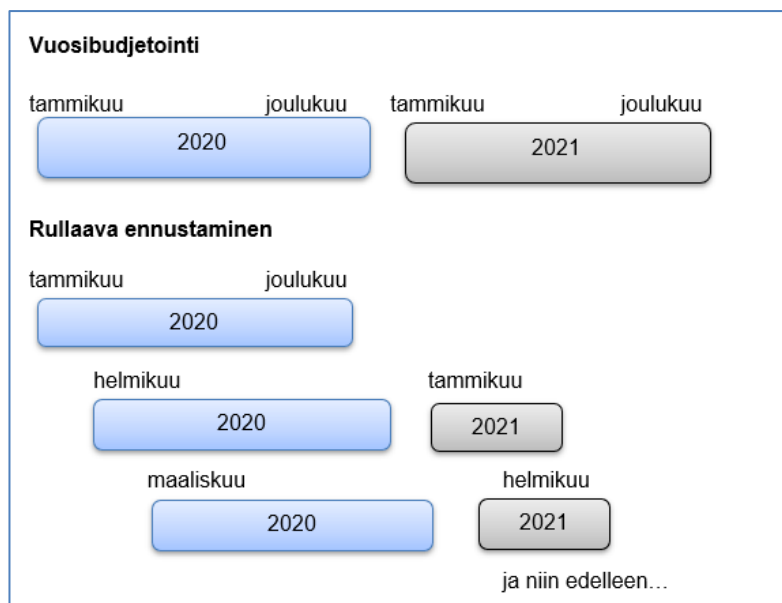 Vuosibudjetointi
tammikuu joulukuu tammikuu joulukuu
2020 2021
Rullaava ennustaminen
tammikuu joulukuu
2020
helmikuu tammikuu
2020 2021
maaliskuu helmikuu
2020 2021
ja niin edelleen…